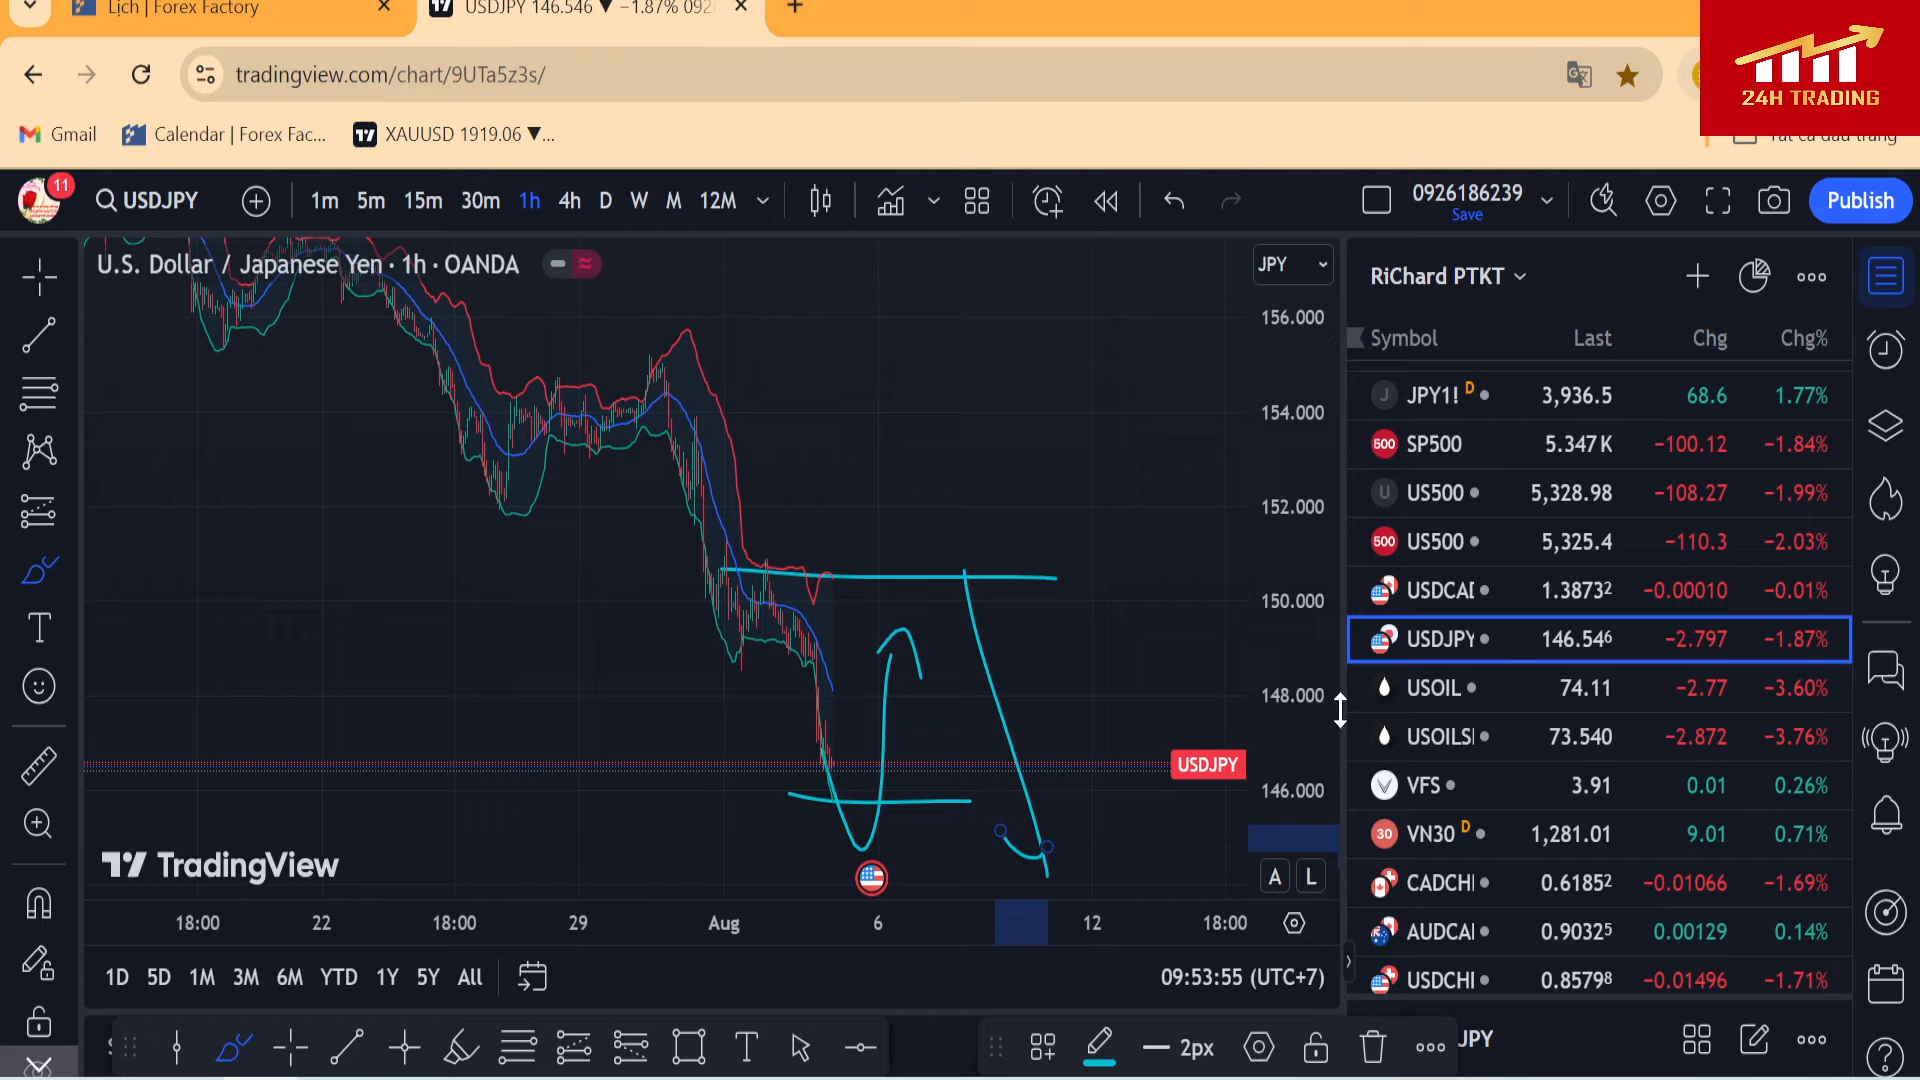 Lịch | Forex Factory
USDJPY 146.546 ▼ −1.87% 092
tradingview.com/chart/9UTa5z3s/
24H TRADING
Gmail
Calendar | Forex Fac...
XAUUSD 1919.06 ▼...
11
USDJPY
1m 5m 15m 30m 1h 4h D W M 12M
0926186239
Save
Publish
U.S. Dollar / Japanese Yen · 1h · OANDA
JPY
RiChard PTKT
Symbol Last Chg Chg%
JPY1! D 3,936.5 68.6 1.77%
SP500 5.347 K −100.12 −1.84%
US500 5,328.98 −108.27 −1.99%
US500 5,325.4 −110.3 −2.03%
USDCAI 1.38732 −0.00010 −0.01%
USDJPY 146.546 −2.797 −1.87%
USOIL 74.11 −2.77 −3.60%
USOILSI 73.540 −2.872 −3.76%
VFS 3.91 0.01 0.26%
VN30 D 1,281.01 9.01 0.71%
CADCHI 0.61852 −0.01066 −1.69%
AUDCAI 0.90325 0.00129 0.14%
USDCHI 0.85798 −0.01496 −1.71%
156.000
154.000
152.000
150.000
148.000
USDJPY
146.000
TradingView
A L
18:00 22 18:00 29 Aug 6 12 18:00
1D 5D 1M 3M 6M YTD 1Y 5Y All
09:53:55 (UTC+7)
2px
JPY